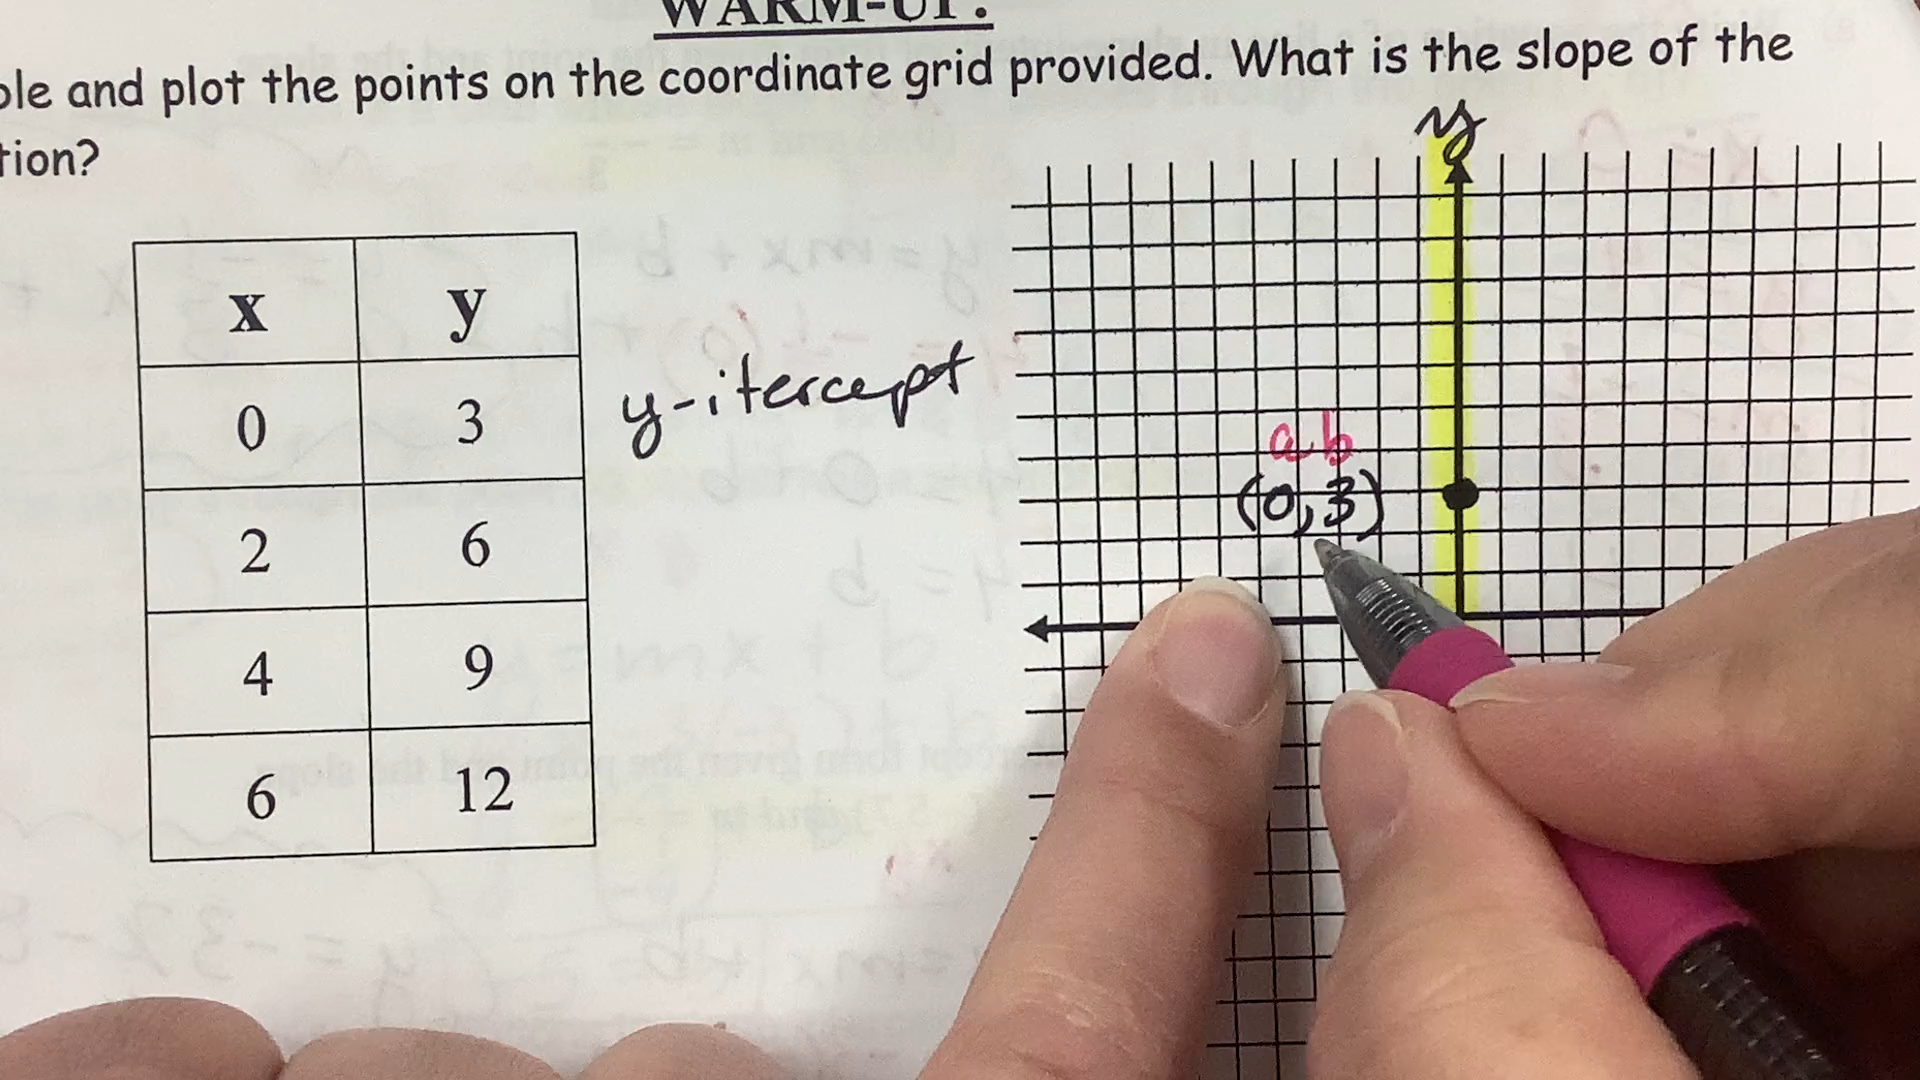 WARM-UP:
ble and plot the points on the coordinate grid provided. What is the slope of the
tion?
y
x y
0 3 y-itercept
2 6
4 9
6 12
a b
(0,3)